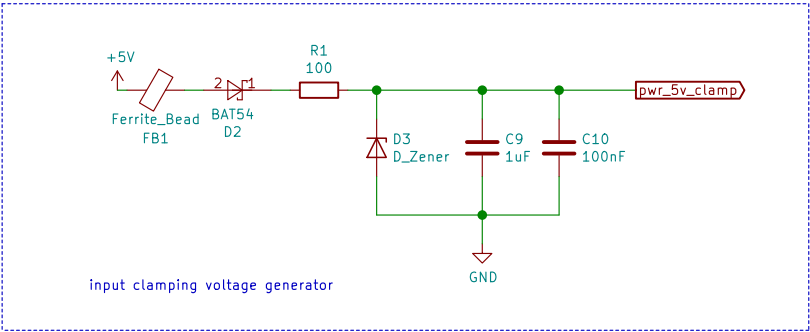 +5V
Ferrite_Bead
FB1
2
1
BAT54
D2
R1
100
pwr_5v_clamp
D3
D_Zener
C9
1uF
C10
100nF
GND
input clamping voltage generator